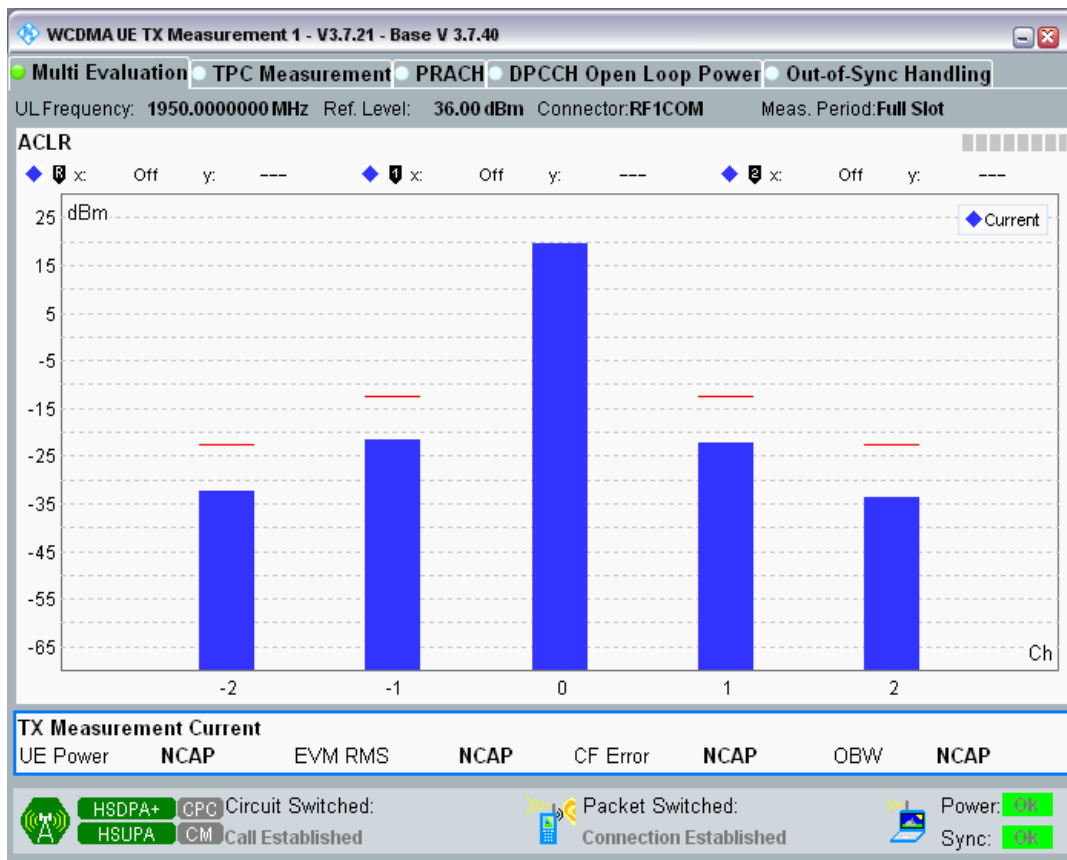 WCDMA UE TX Measurement 1 - V3.7.21 - Base V 3.7.40
Multi Evaluation TPC Measurement PRACH DPCCH Open Loop Power Out-of-Sync Handling
UL Frequency: 1950.0000000 MHz Ref. Level: 36.00 dBm Connector:RF1COM Meas. Period:Full Slot
ACLR
R x: Off y: --- 1 x: Off y: --- 2 x: Off y: ---
dBm
Current
25
15
5
-5
-15
-25
-35
-45
-55
-65
Ch
-2 -1 0 1 2
TX Measurement Current
UE Power NCAP EVM RMS NCAP CF Error NCAP OBW NCAP
HSDPA+ CPC Circuit Switched: Packet Switched: Power: OK
HSUPA CM Call Established Connection Established Sync: OK